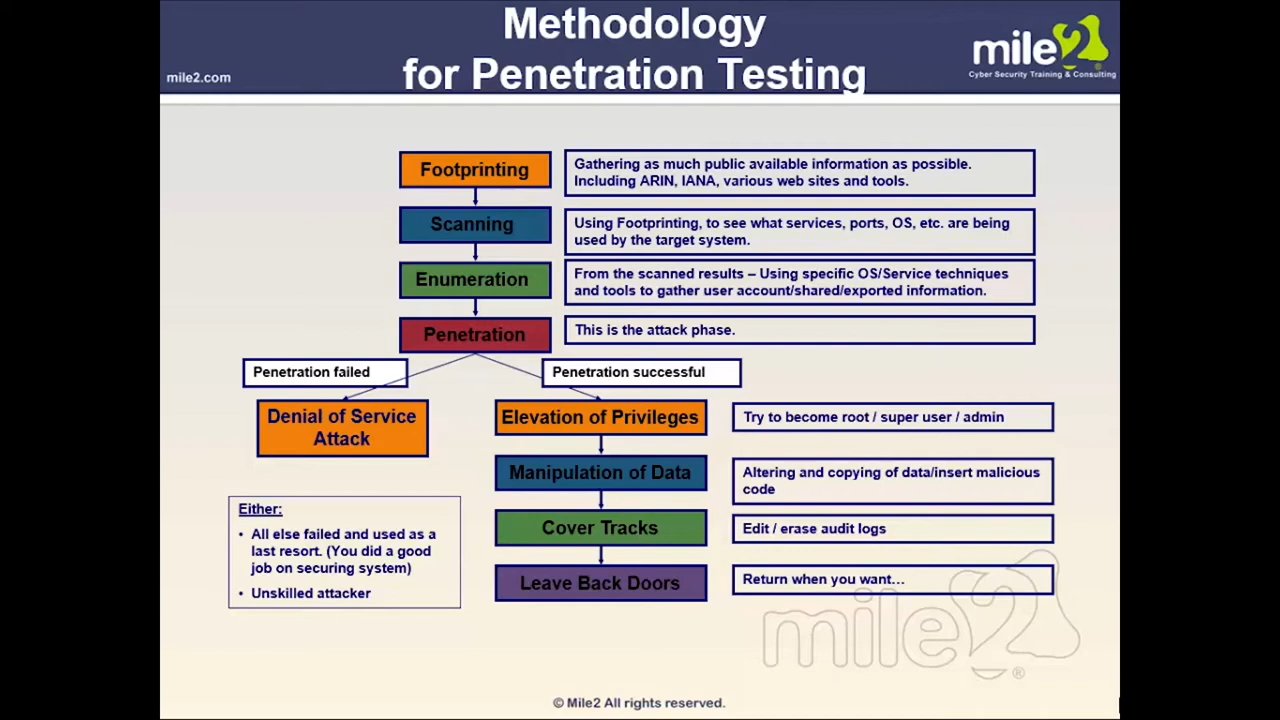 Methodology
for Penetration Testing
mile2.com
mile2
Cyber Security Training & Consulting
Footprinting
Gathering as much public available information as possible.
Including ARIN, IANA, various web sites and tools.
Scanning
Using Footprinting, to see what services, ports, OS, etc. are being
used by the target system.
Enumeration
From the scanned results – Using specific OS/Service techniques
and tools to gather user account/shared/exported information.
Penetration
This is the attack phase.
Penetration failed
Penetration successful
Denial of Service
Attack
Elevation of Privileges
Try to become root / super user / admin
Manipulation of Data
Altering and copying of data/insert malicious
code
Either:
• All else failed and used as a
last resort. (You did a good
job on securing system)
• Unskilled attacker
Cover Tracks
Edit / erase audit logs
Leave Back Doors
Return when you want…
mile2®
© Mile2 All rights reserved.